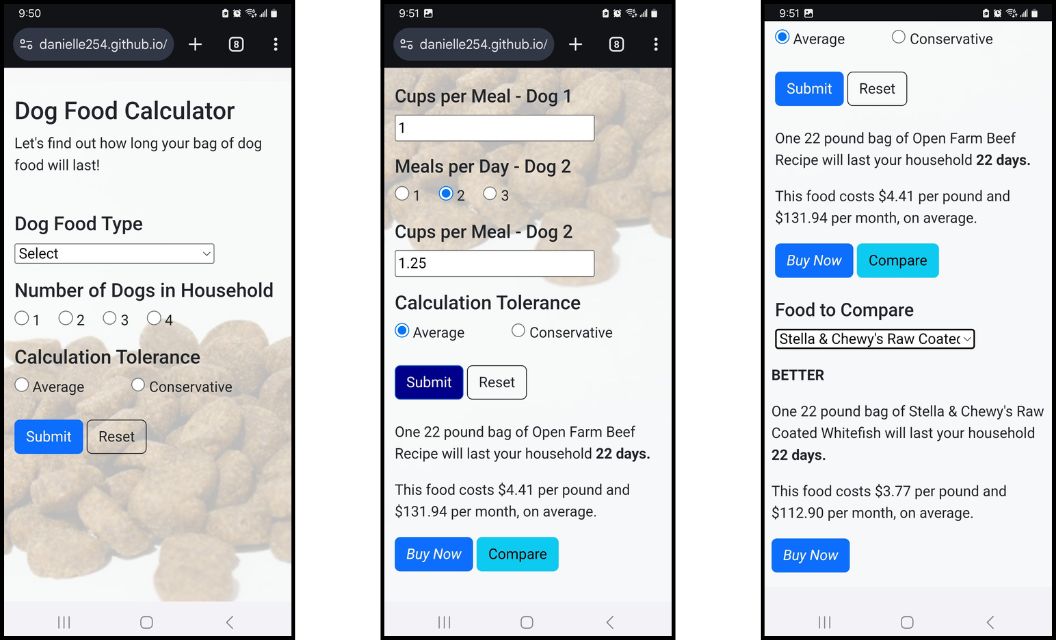 9:50
danielle254.github.io/
8
Dog Food Calculator
Let's find out how long your bag of dog
food will last!
Dog Food Type
Select
Number of Dogs in Household
1 2 3 4
Calculation Tolerance
Average Conservative
Submit Reset
9:51
danielle254.github.io/
8
Cups per Meal - Dog 1
1
Meals per Day - Dog 2
1 2 3
Cups per Meal - Dog 2
1.25
Calculation Tolerance
Average Conservative
Submit Reset
One 22 pound bag of Open Farm Beef
Recipe will last your household 22 days.
This food costs $4.41 per pound and
$131.94 per month, on average.
Buy Now Compare
9:51
Average Conservative
Submit Reset
One 22 pound bag of Open Farm Beef
Recipe will last your household 22 days.
This food costs $4.41 per pound and
$131.94 per month, on average.
Buy Now Compare
Food to Compare
Stella & Chewy's Raw Coated
BETTER
One 22 pound bag of Stella & Chewy's Raw
Coated Whitefish will last your household
22 days.
This food costs $3.77 per pound and
$112.90 per month, on average.
Buy Now